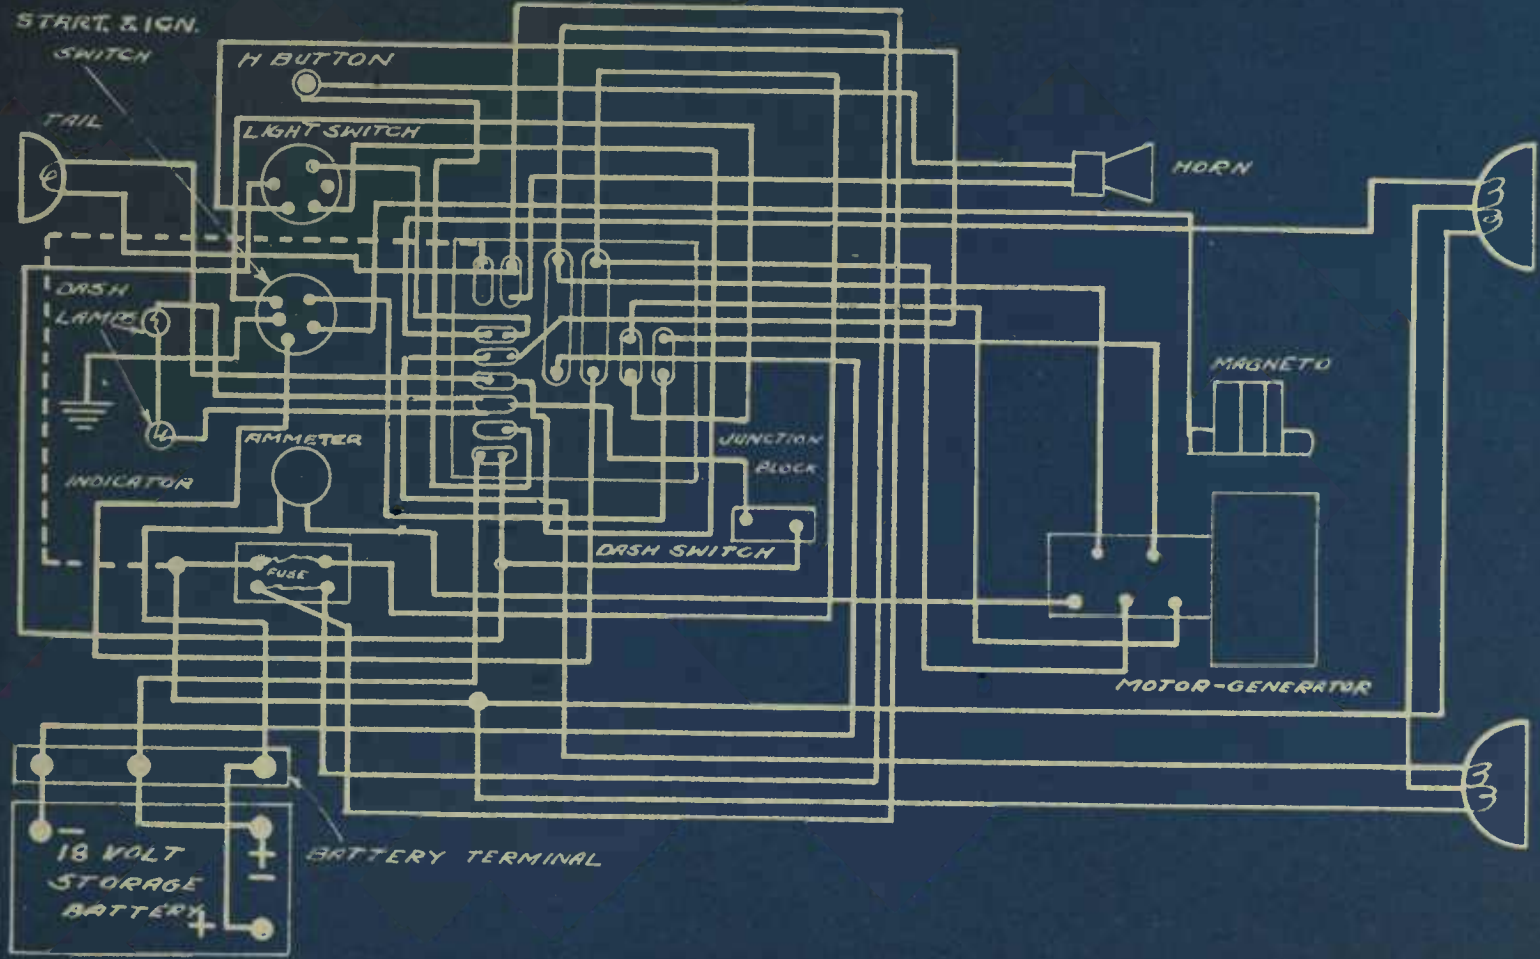 START. & IGN.
SWITCH
H BUTTON
TAIL
LIGHT SWITCH
HORN
DASH
LAMPS
MAGNETO
AMMETER
JUNCTION
BLOCK
INDICATOR
DASH SWITCH
FUSE
MOTOR-GENERATOR
−
18 VOLT
+
−
STORAGE
BATTERY
+
BATTERY TERMINAL